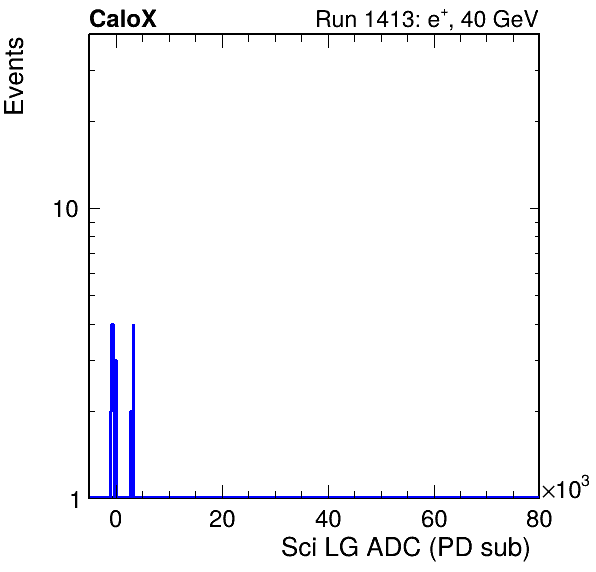 CaloX Run 1413: e⁺, 40 GeV
Events
10
1
0 20 40 60 80
×10³
Sci LG ADC (PD sub)